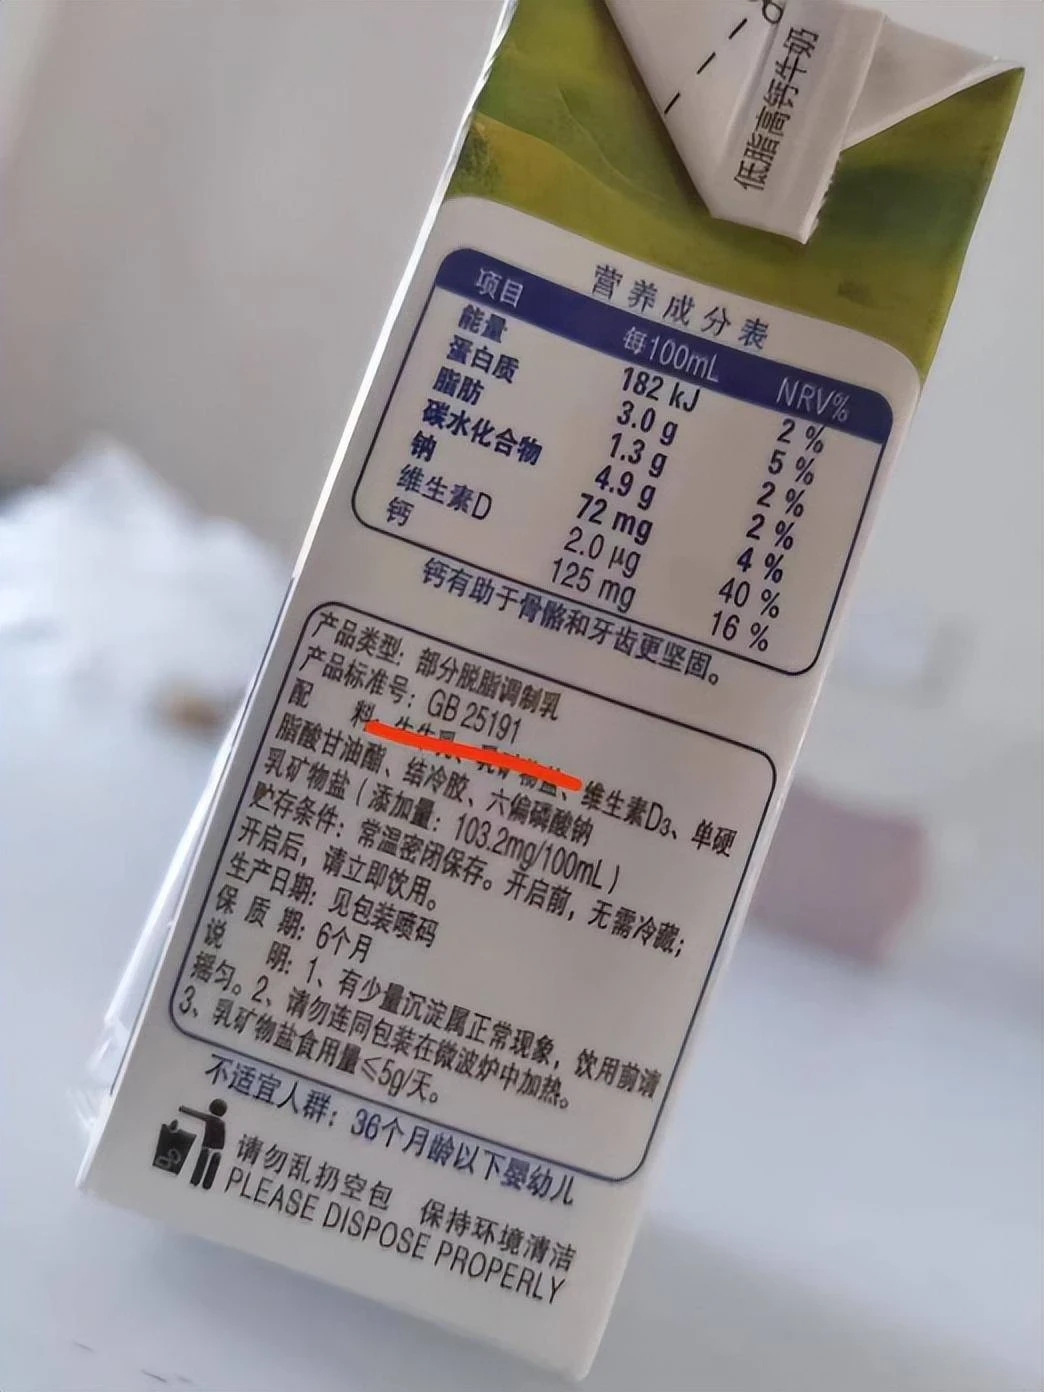 低脂高钙牛奶
营养成分表
项目 每100mL NRV%
能量 182 kJ 2 %
蛋白质 3.0 g 5 %
脂肪 1.3 g 2 %
碳水化合物 4.9 g 2 %
钠 72 mg 4 %
维生素D 2.0 μg 40 %
钙 125 mg 16 %
钙有助于骨骼和牙齿更坚固。
产品类型: 部分脱脂调制乳
产品标准号: GB 25191
配 料 生牛乳、乳矿物盐、维生素D₃、单硬
脂酸甘油酯、结冷胶、六偏磷酸钠
乳矿物盐(添加量: 103.2mg/100mL)
贮存条件: 常温密闭保存。开启前, 无需冷藏;
开启后, 请立即饮用。
生产日期: 见包装喷码
保 质 期: 6个月
说 明: 1、有少量沉淀属正常现象, 饮用前请
摇匀。2、请勿连同包装在微波炉中加热。
3、乳矿物盐食用量≤5g/天。
不适宜人群: 36个月龄以下婴幼儿
请勿乱扔空包 保持环境清洁
PLEASE DISPOSE PROPERLY